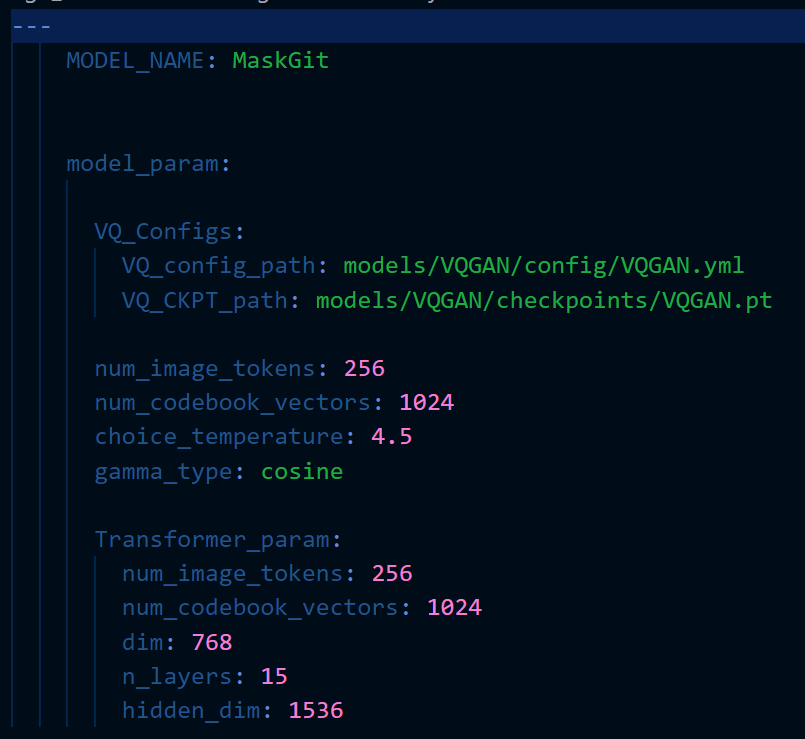 ---
MODEL_NAME: MaskGit
model_param:
VQ_Configs:
VQ_config_path: models/VQGAN/config/VQGAN.yml
VQ_CKPT_path: models/VQGAN/checkpoints/VQGAN.pt
num_image_tokens: 256
num_codebook_vectors: 1024
choice_temperature: 4.5
gamma_type: cosine
Transformer_param:
num_image_tokens: 256
num_codebook_vectors: 1024
dim: 768
n_layers: 15
hidden_dim: 1536